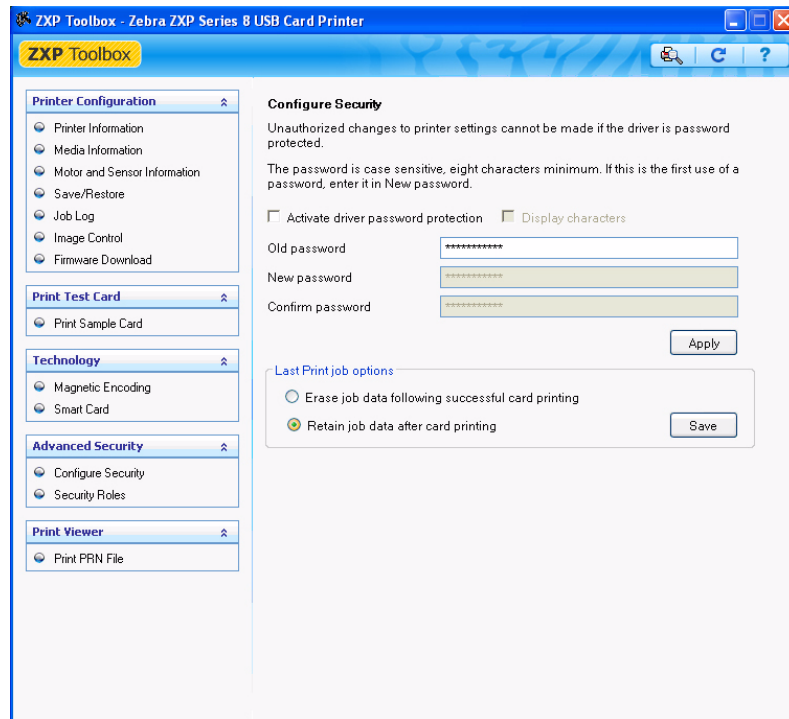 ZXP Toolbox - Zebra ZXP Series 8 USB Card Printer
ZXP Toolbox
?
Printer Configuration
Printer Information
Media Information
Motor and Sensor Information
Save/Restore
Job Log
Image Control
Firmware Download
Print Test Card
Print Sample Card
Technology
Magnetic Encoding
Smart Card
Advanced Security
Configure Security
Security Roles
Print Viewer
Print PRN File
Configure Security
Unauthorized changes to printer settings cannot be made if the driver is password
protected.
The password is case sensitive, eight characters minimum. If this is the first use of a
password, enter it in New password.
Activate driver password protection Display characters
Old password ***********
New password ***********
Confirm password ***********
Apply
Last Print job options
Erase job data following successful card printing
Retain job data after card printing Save